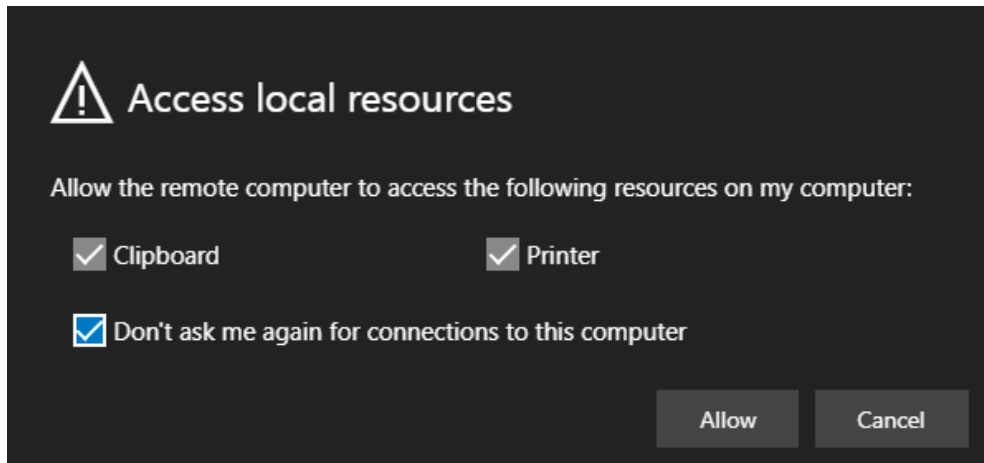 Access local resources
Allow the remote computer to access the following resources on my computer:
Clipboard Printer
Don't ask me again for connections to this computer
Allow Cancel